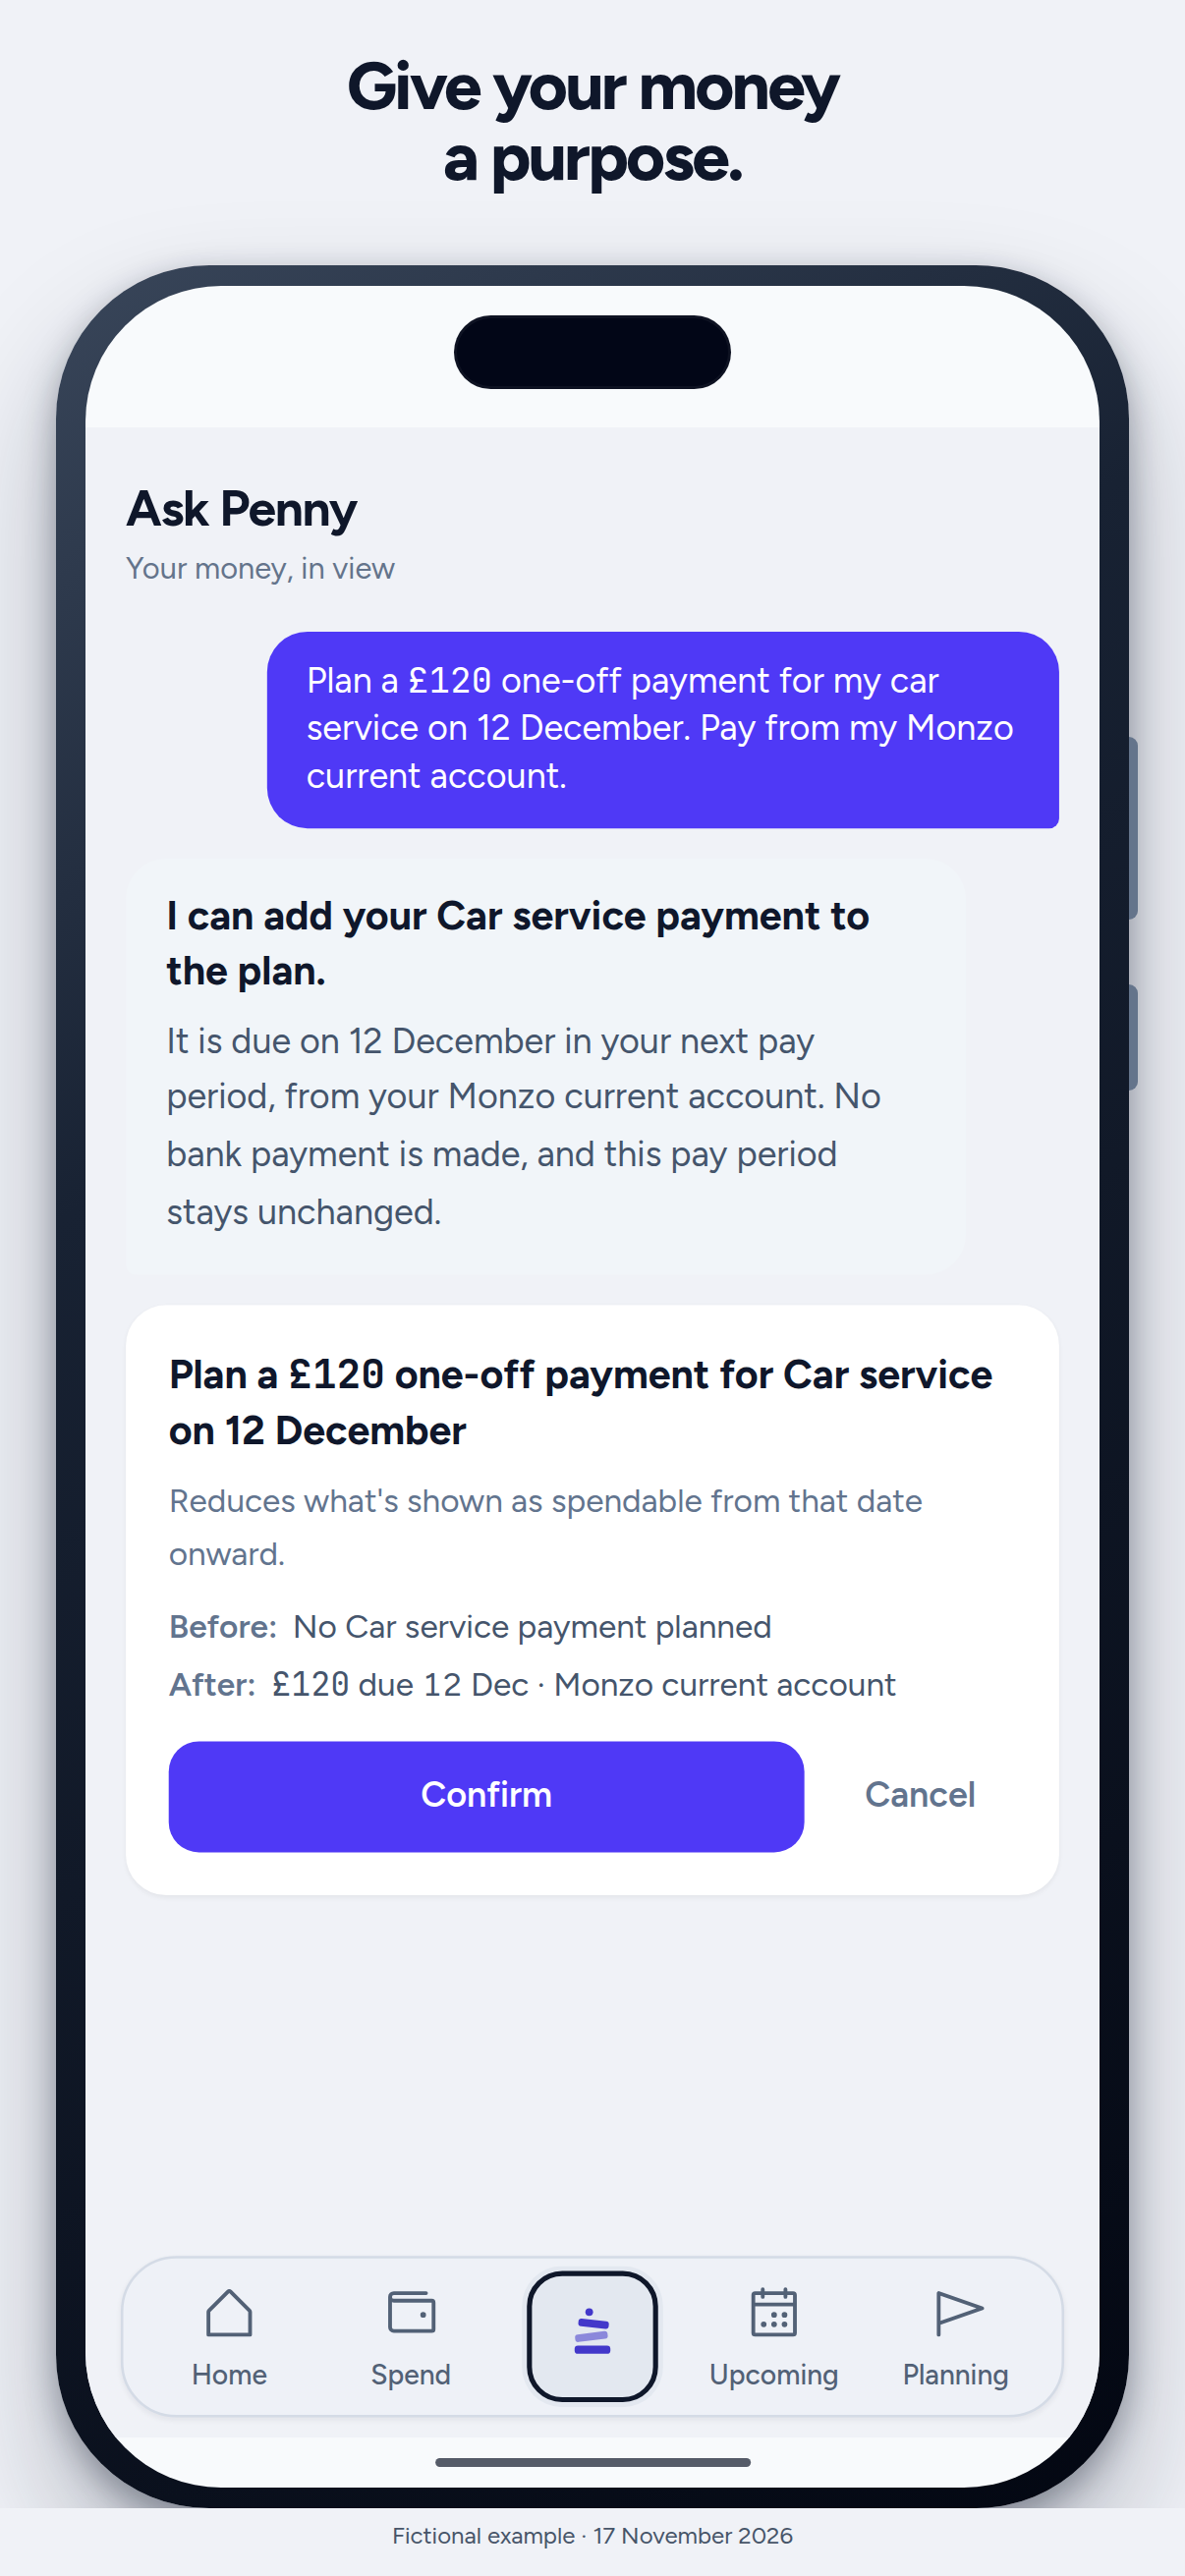 Give your money
a purpose.
Ask Penny
Your money, in view
Plan a £120 one-off payment for my car
service on 12 December. Pay from my Monzo
current account.
I can add your Car service payment to
the plan.
It is due on 12 December in your next pay
period, from your Monzo current account. No
bank payment is made, and this pay period
stays unchanged.
Plan a £120 one-off payment for Car service
on 12 December
Reduces what's shown as spendable from that date
onward.
Before: No Car service payment planned
After: £120 due 12 Dec · Monzo current account
Confirm Cancel
Home Spend Upcoming Planning
Fictional example · 17 November 2026